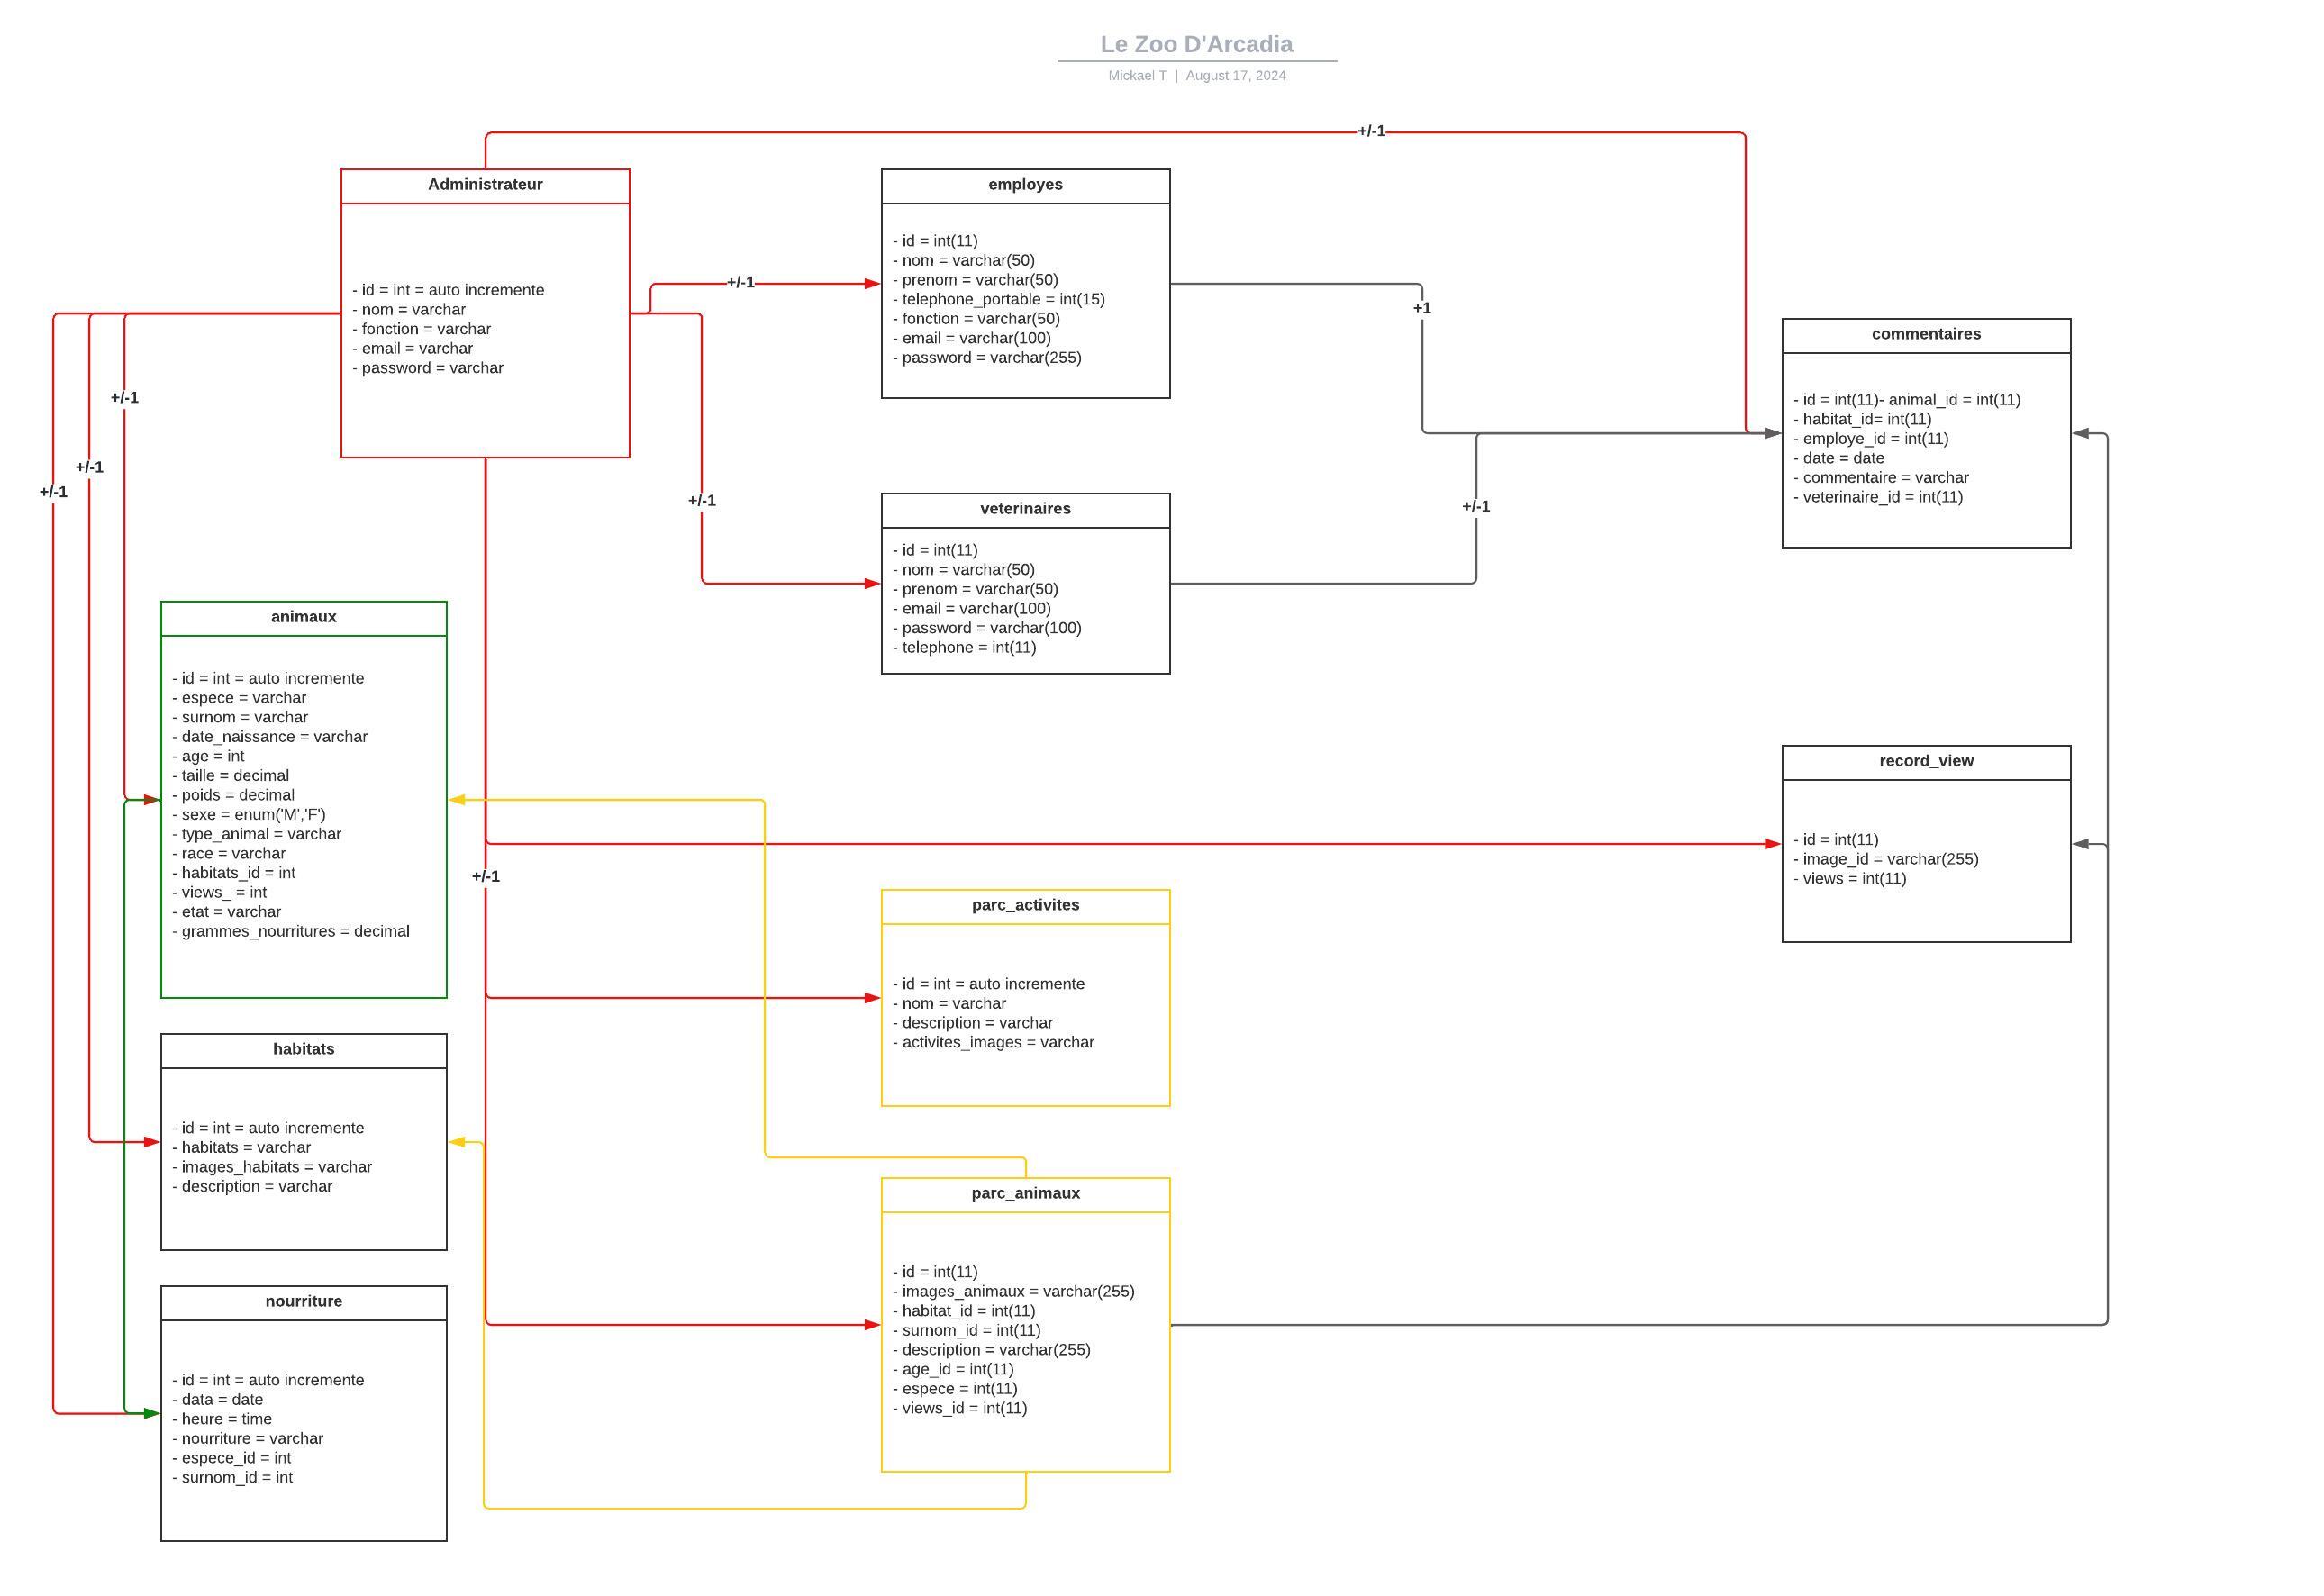 Le Zoo D'Arcadia
Mickael T | August 17, 2024
+/-1
Administrateur
- id = int = auto incremente
- nom = varchar
- fonction = varchar
- email = varchar
- password = varchar
+/-1
employes
- id = int(11)
- nom = varchar(50)
- prenom = varchar(50)
- telephone_portable = int(15)
- fonction = varchar(50)
- email = varchar(100)
- password = varchar(255)
+1
commentaires
- id = int(11)- animal_id = int(11)
- habitat_id= int(11)
- employe_id = int(11)
- date = date
- commentaire = varchar
- veterinaire_id = int(11)
+/-1
+/-1
+/-1
+/-1
veterinaires
- id = int(11)
- nom = varchar(50)
- prenom = varchar(50)
- email = varchar(100)
- password = varchar(100)
- telephone = int(11)
+/-1
animaux
- id = int = auto incremente
- espece = varchar
- surnom = varchar
- date_naissance = varchar
- age = int
- taille = decimal
- poids = decimal
- sexe = enum('M','F')
- type_animal = varchar
- race = varchar
- habitats_id = int
- views_ = int
- etat = varchar
- grammes_nourritures = decimal
record_view
- id = int(11)
- image_id = varchar(255)
- views = int(11)
+/-1
parc_activites
- id = int = auto incremente
- nom = varchar
- description = varchar
- activites_images = varchar
habitats
- id = int = auto incremente
- habitats = varchar
- images_habitats = varchar
- description = varchar
parc_animaux
- id = int(11)
- images_animaux = varchar(255)
- habitat_id = int(11)
- surnom_id = int(11)
- description = varchar(255)
- age_id = int(11)
- espece = int(11)
- views_id = int(11)
nourriture
- id = int = auto incremente
- data = date
- heure = time
- nourriture = varchar
- espece_id = int
- surnom_id = int